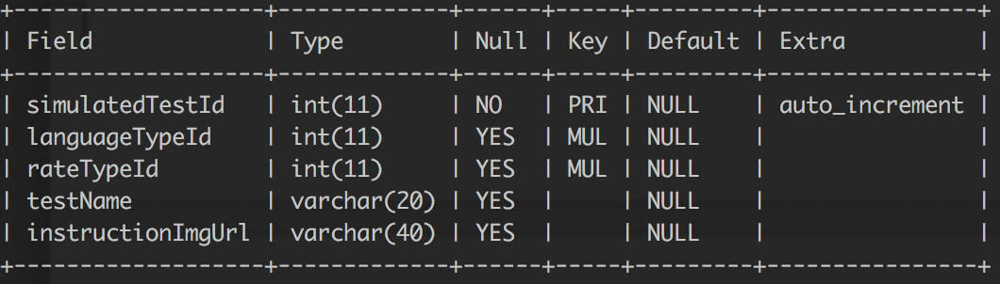 +------------------+-------------+------+-----+---------+----------------+
| Field            | Type        | Null | Key | Default | Extra          |
+------------------+-------------+------+-----+---------+----------------+
| simulatedTestId  | int(11)     | NO   | PRI | NULL    | auto_increment |
| languageTypeId   | int(11)     | YES  | MUL | NULL    |                |
| rateTypeId       | int(11)     | YES  | MUL | NULL    |                |
| testName         | varchar(20) | YES  |     | NULL    |                |
| instructionImgUrl | varchar(40) | YES  |     | NULL    |                |
+------------------+-------------+------+-----+---------+----------------+